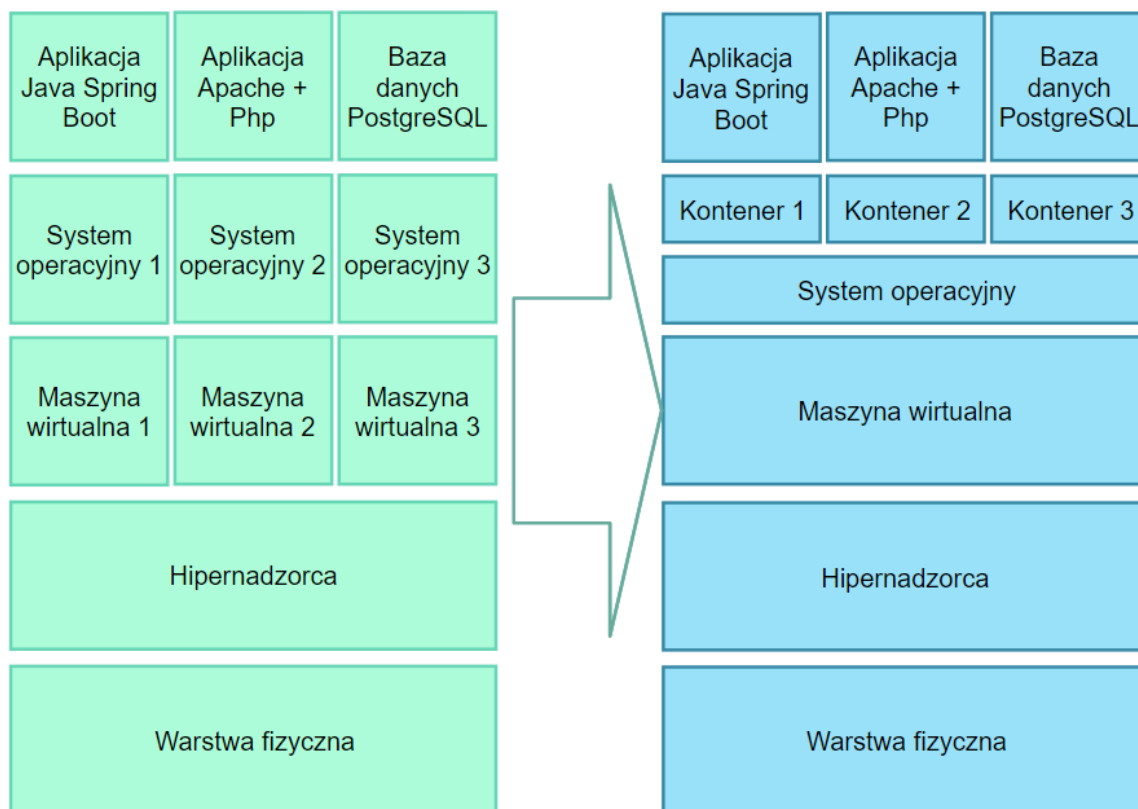 Aplikacja
Java Spring
Boot
Aplikacja
Apache +
Php
Baza
danych
PostgreSQL
System
operacyjny 1
System
operacyjny 2
System
operacyjny 3
Maszyna
wirtualna 1
Maszyna
wirtualna 2
Maszyna
wirtualna 3
Hipernadzorca
Warstwa fizyczna
Aplikacja
Java Spring
Boot
Aplikacja
Apache +
Php
Baza
danych
PostgreSQL
Kontener 1
Kontener 2
Kontener 3
System operacyjny
Maszyna wirtualna
Hipernadzorca
Warstwa fizyczna